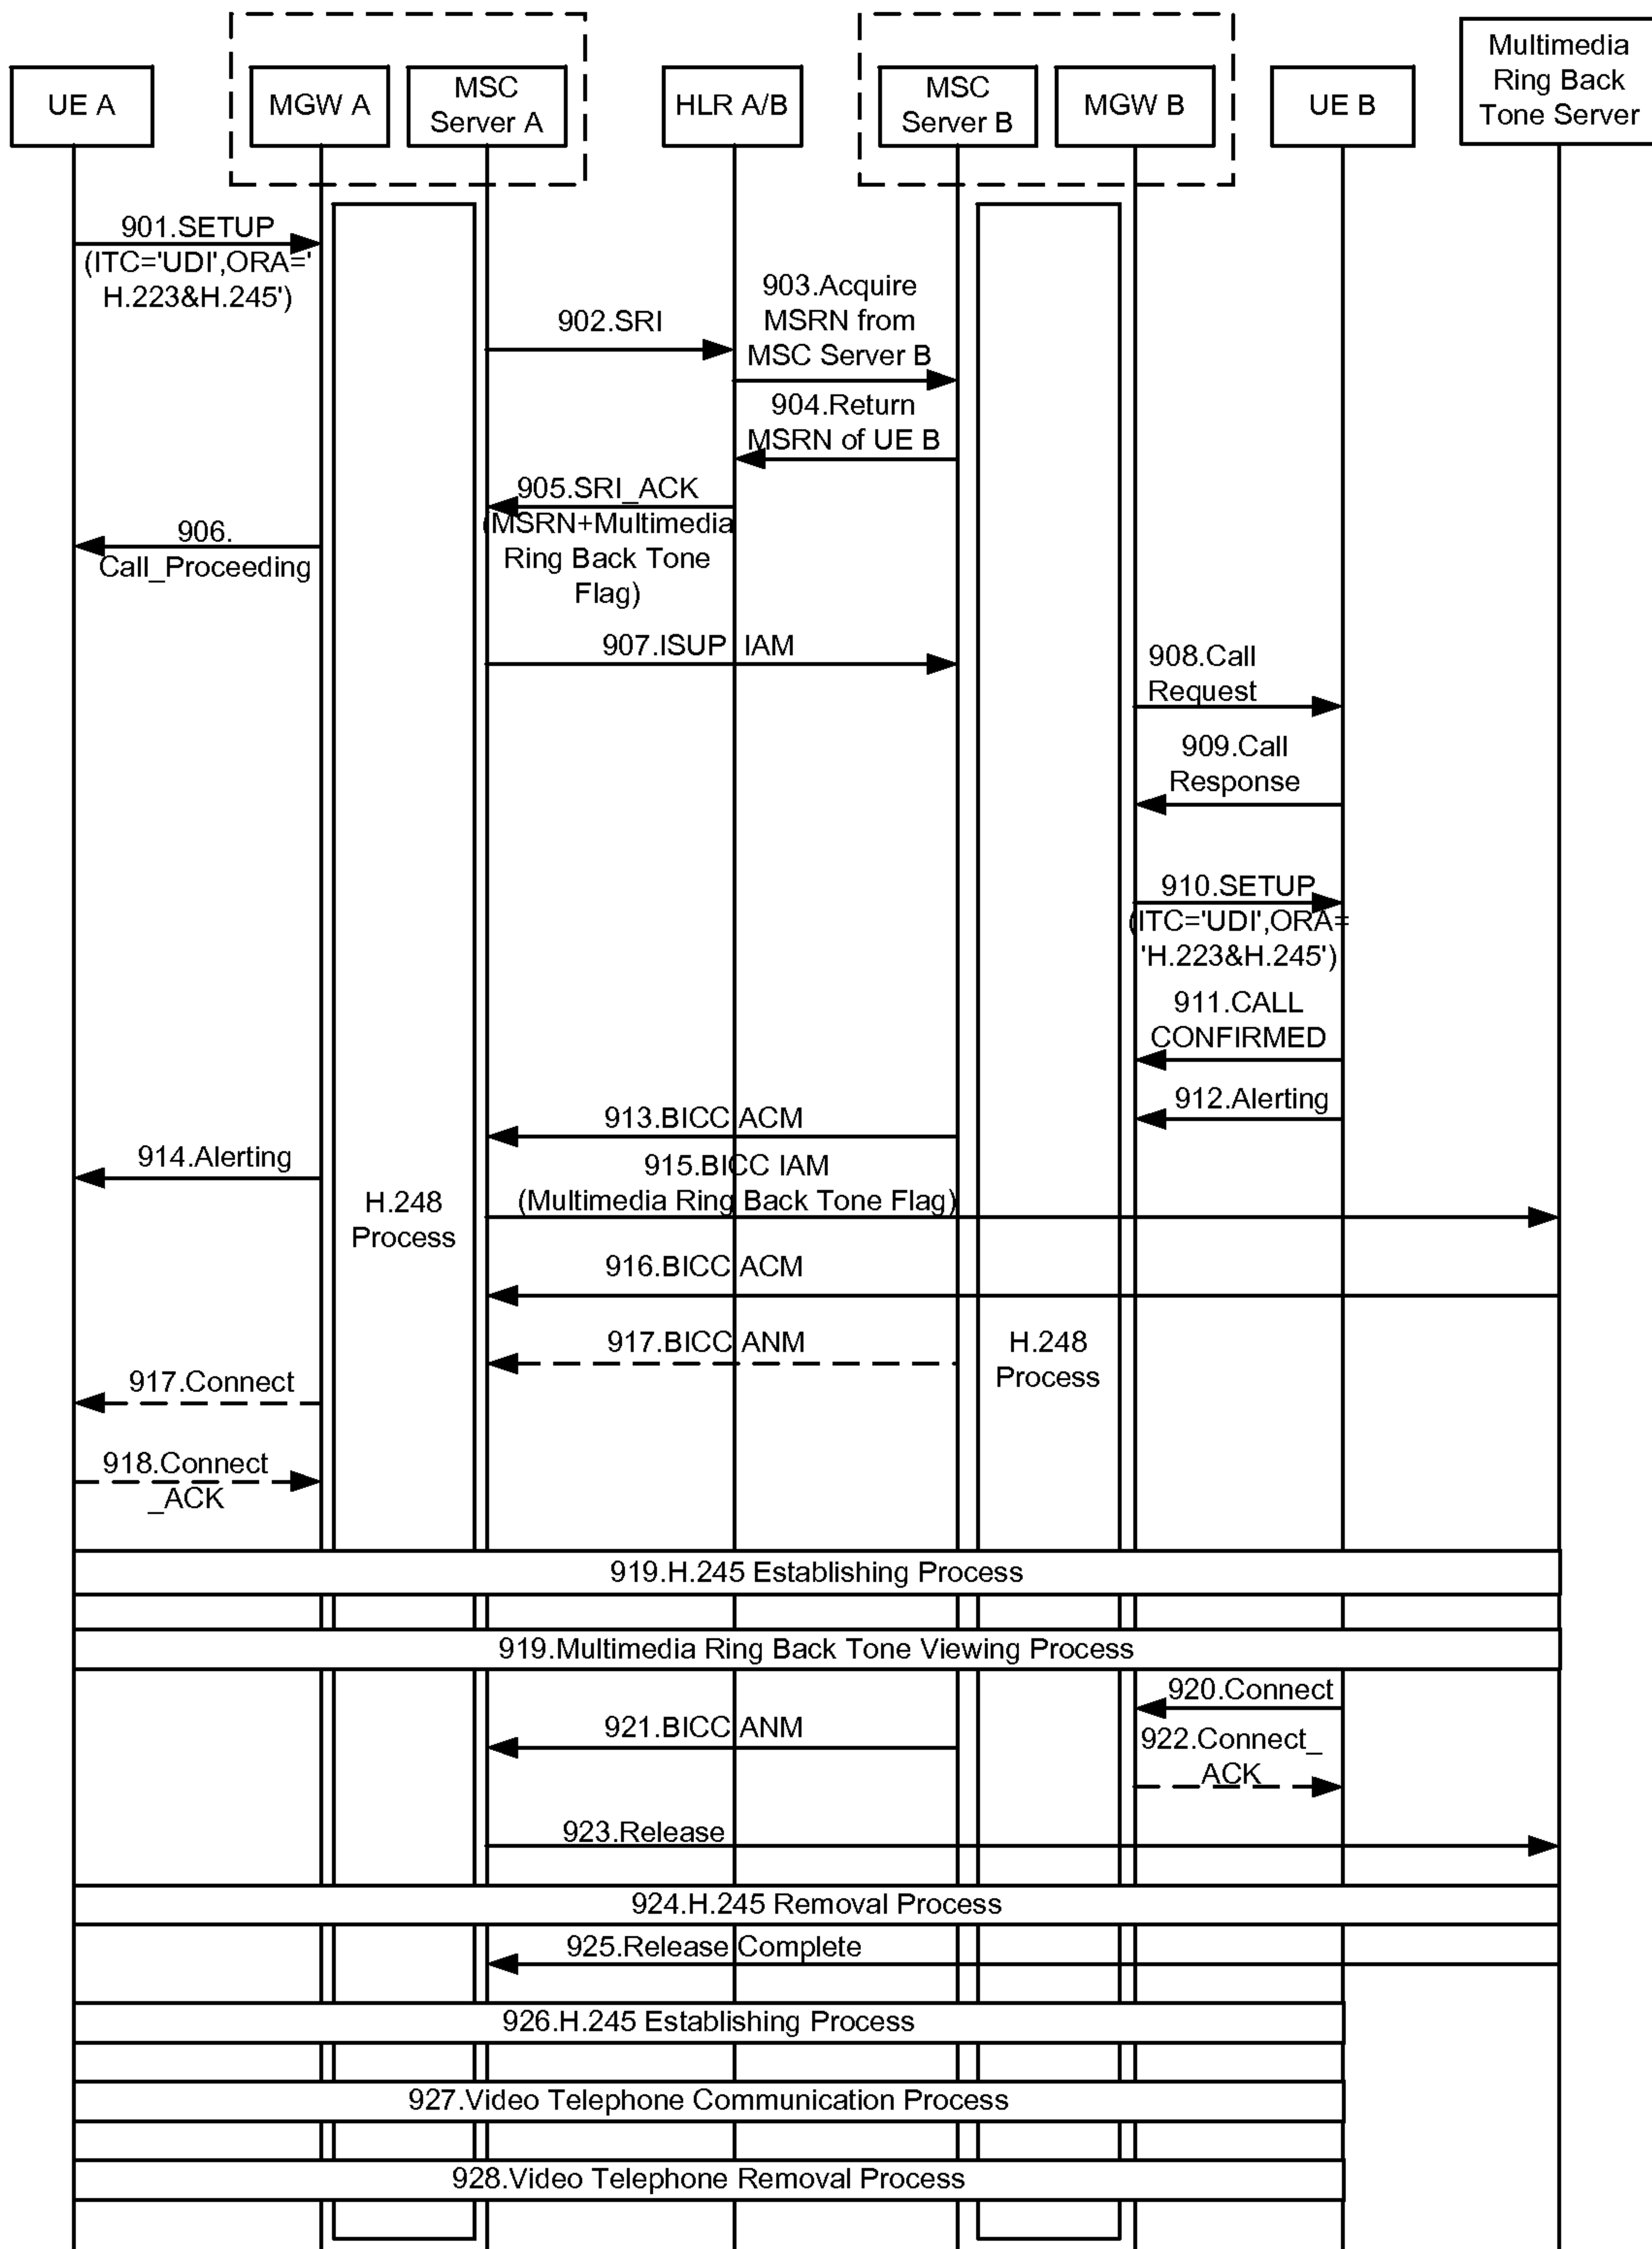 UE A
MGW A
MSC
Server A
HLR A/B
MSC
Server B
MGW B
UE B
Multimedia
Ring Back
Tone Server
901.SETUP
(ITC='UDI',ORA='
H.223&H.245')
902.SRI
903.Acquire
MSRN from
MSC Server B
904.Return
MSRN of UE B
905.SRI_ACK
(MSRN+Multimedia
Ring Back Tone
Flag)
906.
Call_Proceeding
907.ISUP IAM
908.Call
Request
909.Call
Response
910.SETUP
(ITC='UDI',ORA=
'H.223&H.245')
911.CALL
CONFIRMED
912.Alerting
913.BICC ACM
914.Alerting
915.BICC IAM
(Multimedia Ring Back Tone Flag)
H.248
Process
916.BICC ACM
917.BICC ANM
H.248
Process
917.Connect
918.Connect
_ACK
919.H.245 Establishing Process
919.Multimedia Ring Back Tone Viewing Process
920.Connect
921.BICC ANM
922.Connect_
ACK
923.Release
924.H.245 Removal Process
925.Release Complete
926.H.245 Establishing Process
927.Video Telephone Communication Process
928.Video Telephone Removal Process